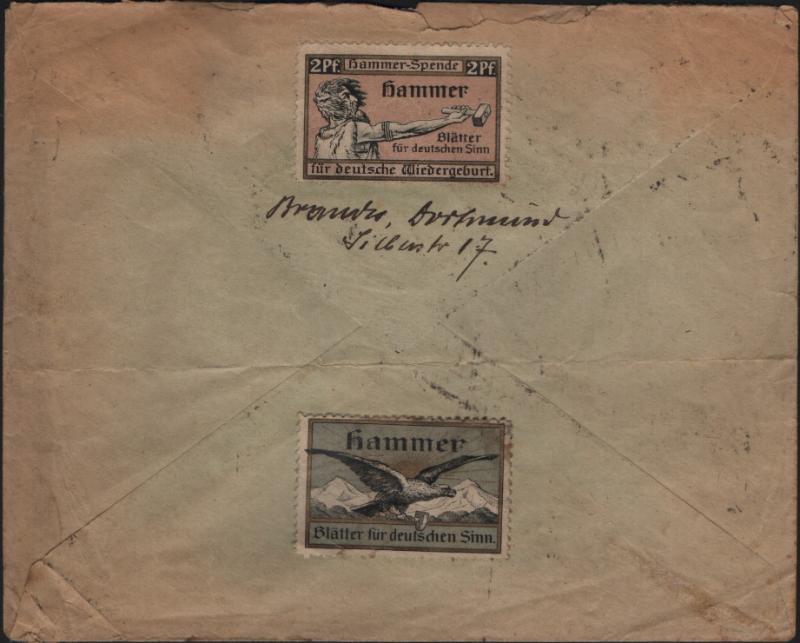 2Pf. Hammer-Spende 2Pf.
Hammer
Blätter
für deutschen Sinn
für deutsche Wiedergeburt.
Brandis, Dortmund
17.
Hammer
Blätter für deutschen Sinn.